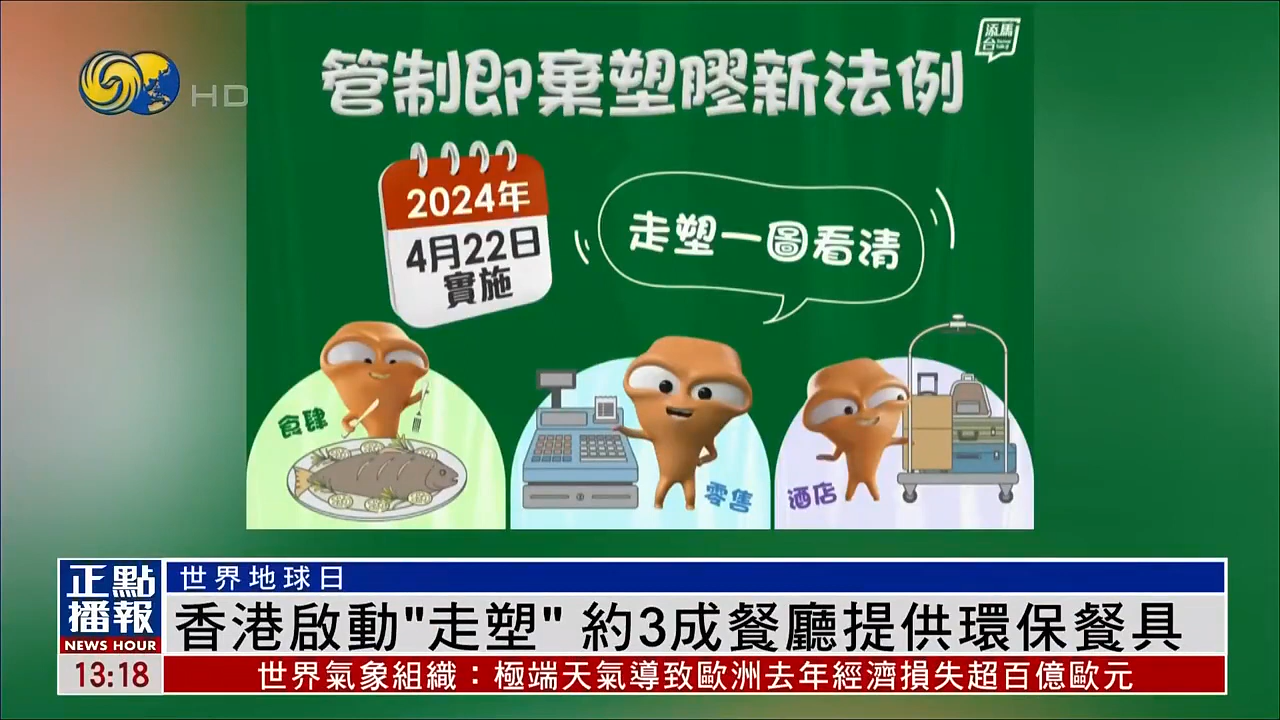 HD
管制即棄塑膠新法例
添馬台
2024年
4月22日
實施
走塑一圖看清
食肆
零售
酒店
正點
播報
NEWS HOUR
世界地球日
香港啟動"走塑" 約3成餐廳提供環保餐具
13:18
世界氣象組織：極端天氣導致歐洲去年經濟損失超百億歐元